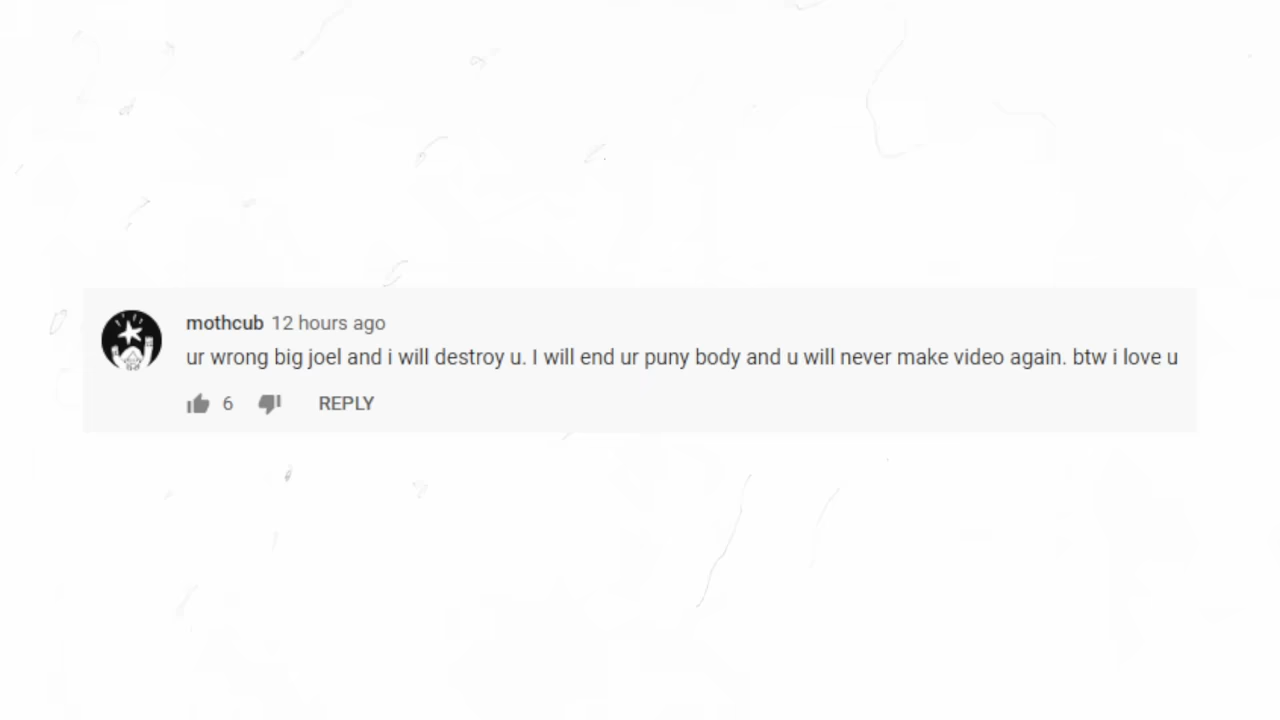 mothcub 12 hours ago
ur wrong big joel and i will destroy u. I will end ur puny body and u will never make video again. btw i love u
6 REPLY